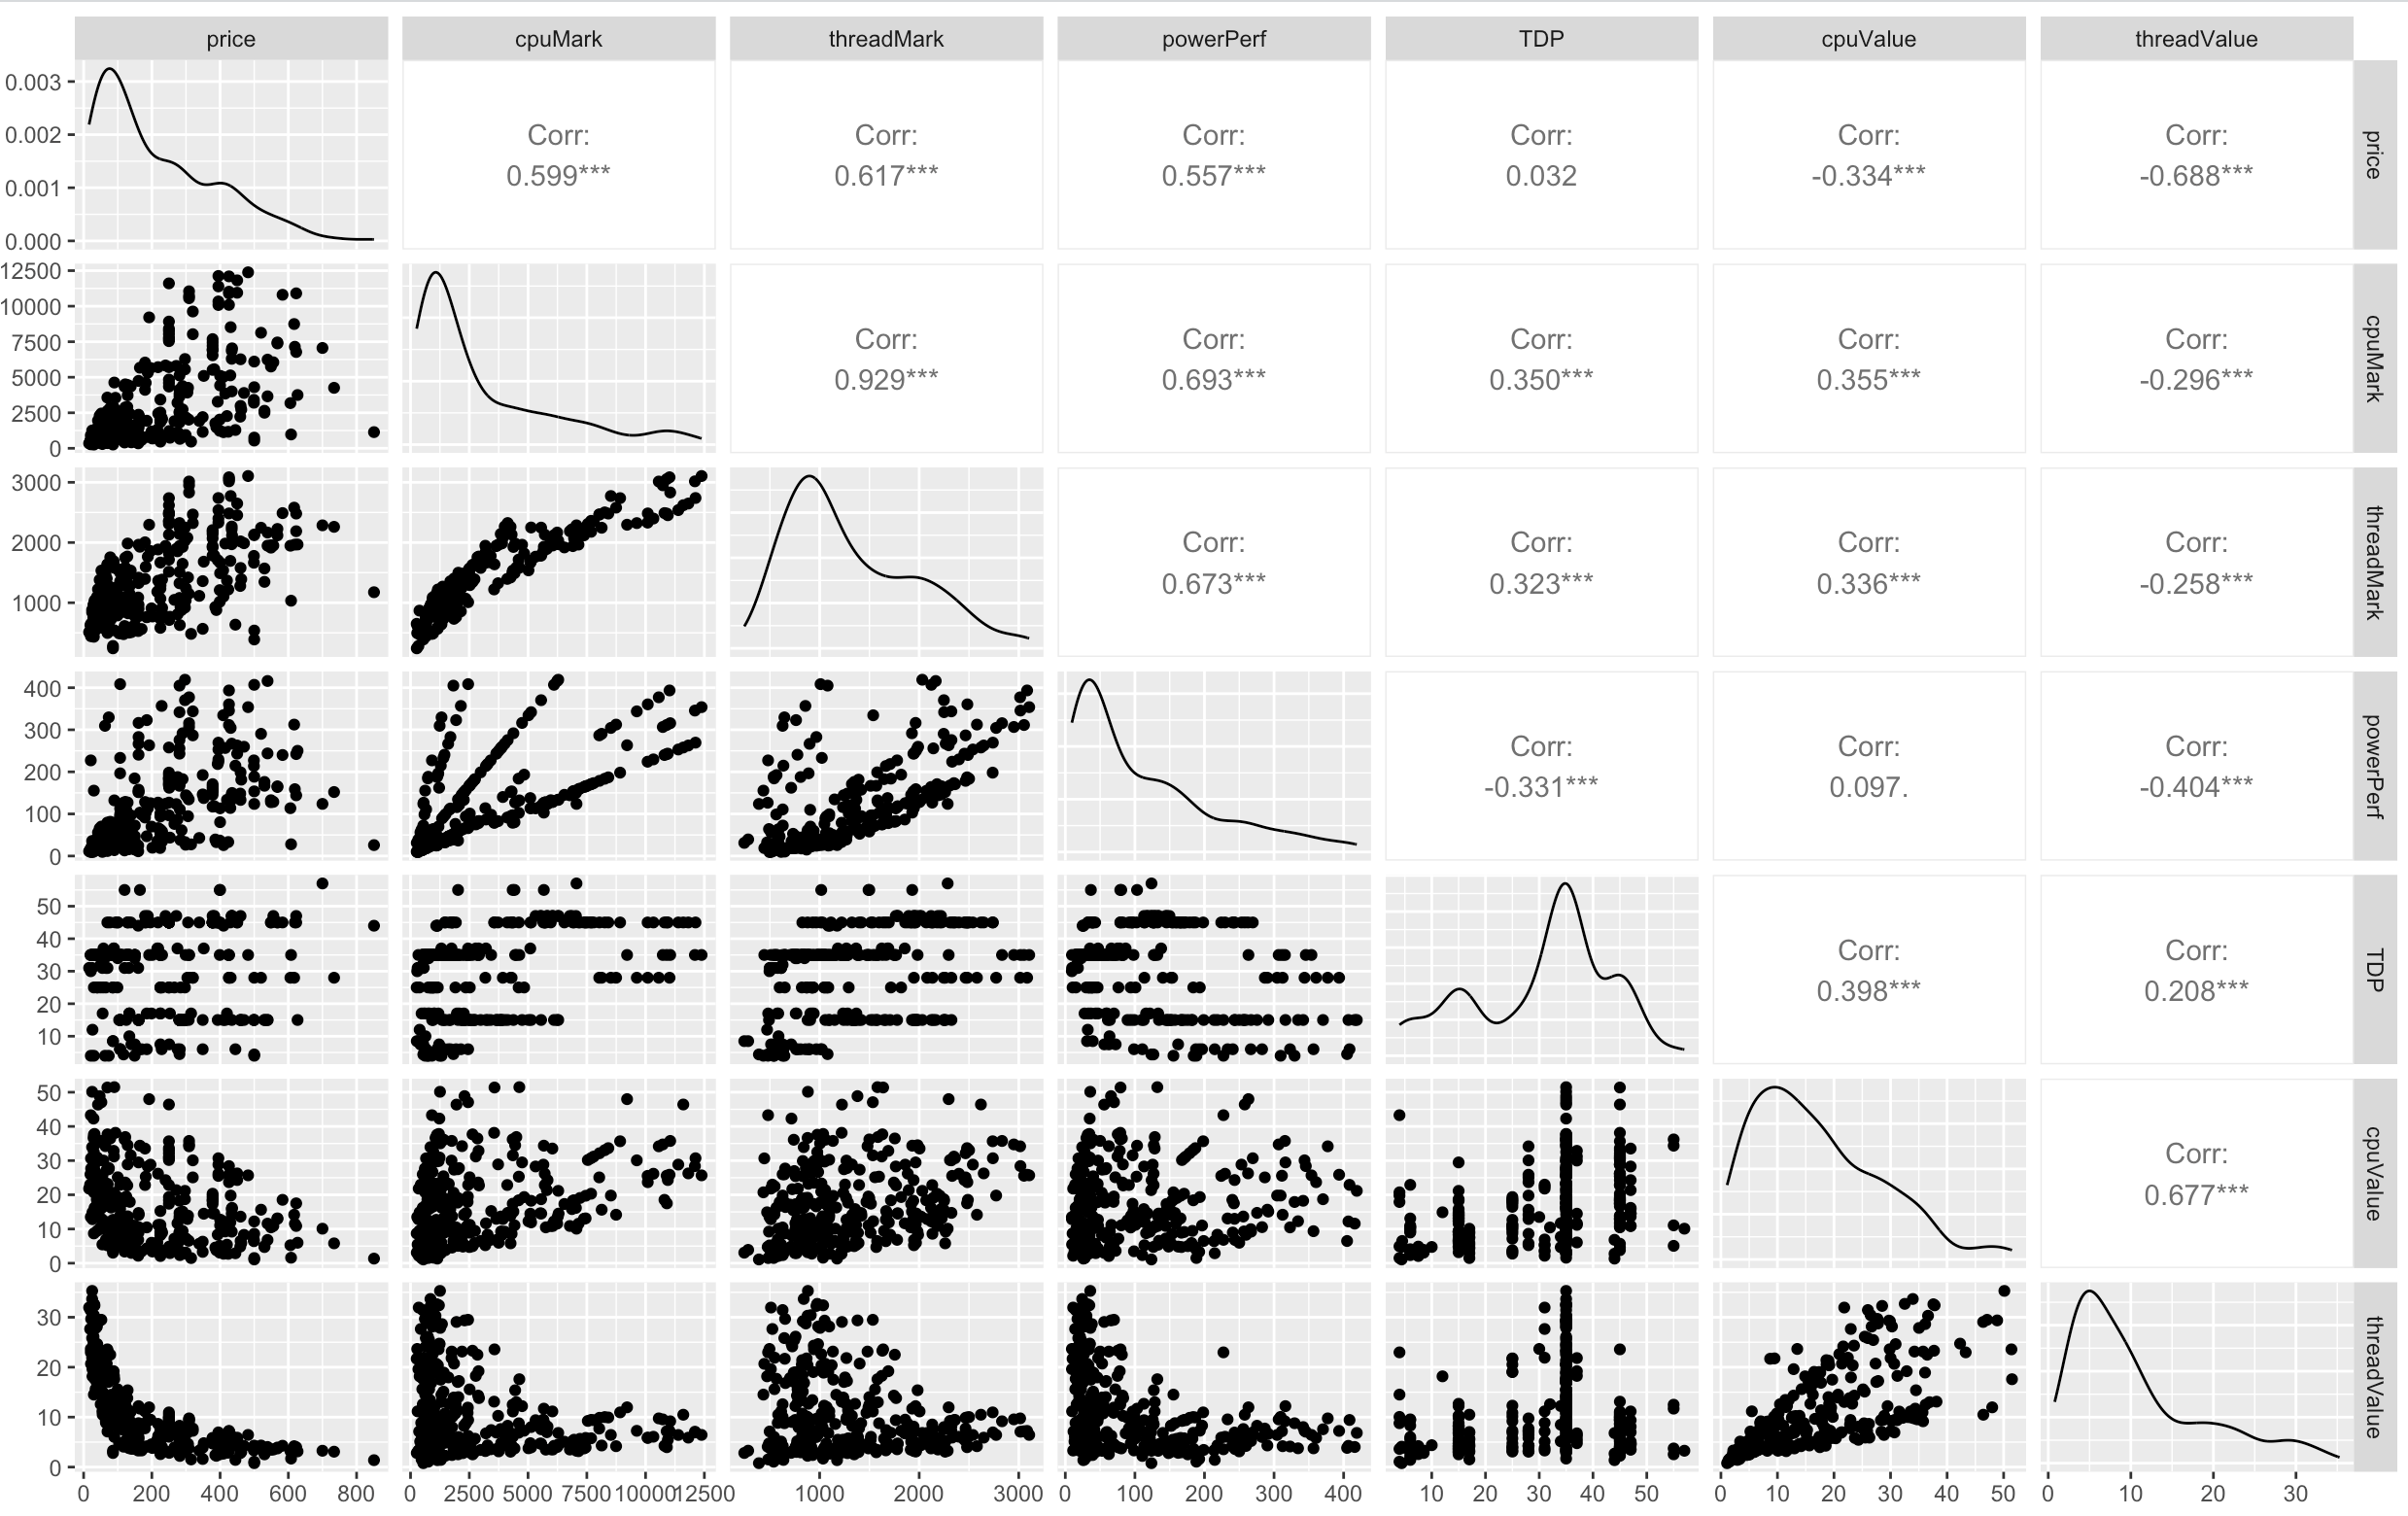 price cpuMark threadMark powerPerf TDP cpuValue threadValue
0.003
0.002
0.001
0.000
Corr: Corr: Corr: Corr: Corr: Corr:
0.599*** 0.617*** 0.557*** 0.032 -0.334*** -0.688***
price
12500
10000
7500
5000
2500
0
Corr: Corr: Corr: Corr: Corr:
0.929*** 0.693*** 0.350*** 0.355*** -0.296***
cpuMark
3000
2000
1000
Corr: Corr: Corr: Corr:
0.673*** 0.323*** 0.336*** -0.258***
threadMark
400
300
200
100
0
Corr: Corr: Corr:
-0.331*** 0.097. -0.404***
powerPerf
50
40
30
20
10
Corr: Corr:
0.398*** 0.208***
TDP
50
40
30
20
10
0
Corr:
0.677***
cpuValue
30
20
10
0
threadValue
0 200 400 600 800 0 2500 5000 7500 10000 12500 1000 2000 3000 0 100 200 300 400 10 20 30 40 50 0 10 20 30 40 50 0 10 20 30